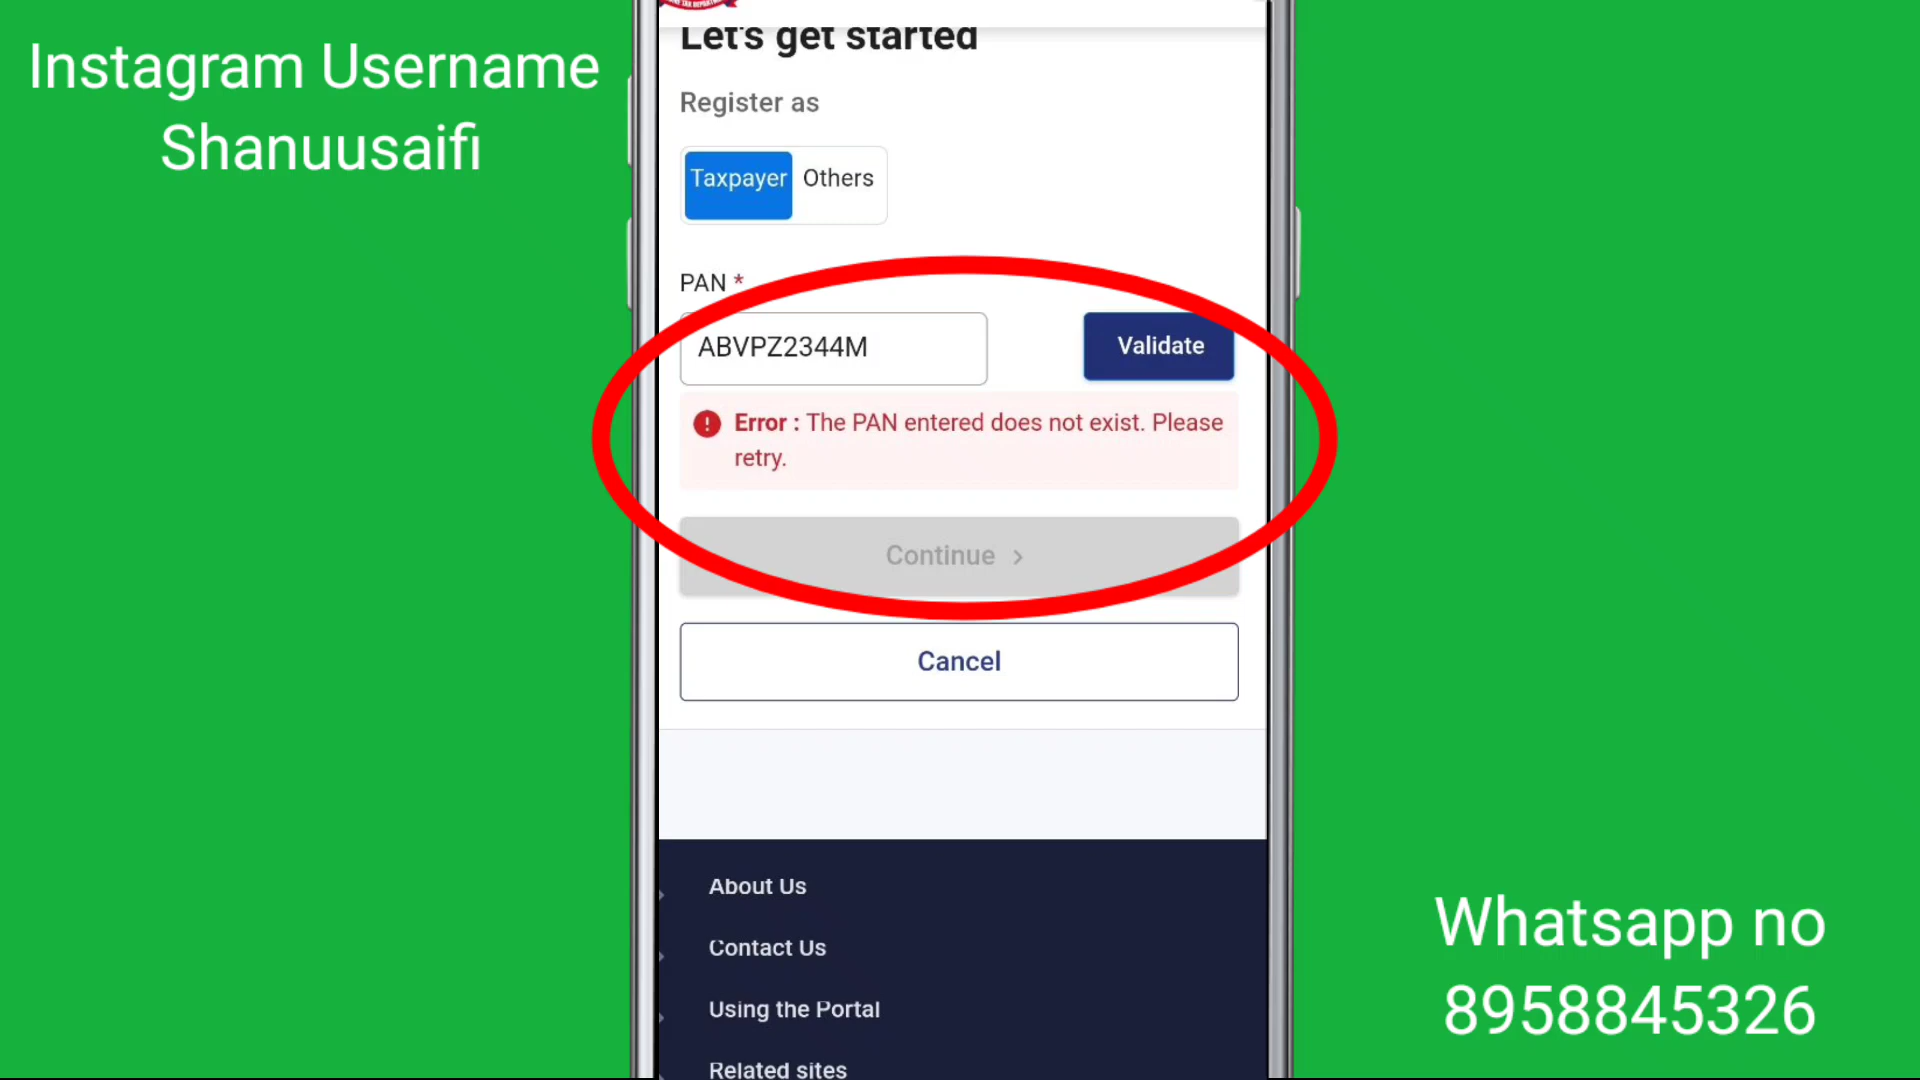 Instagram Username
Shanuusaifi
Let's get started
Register as
Taxpayer Others
PAN *
ABVPZ2344M
Validate
Error : The PAN entered does not exist. Please
retry.
Continue >
Cancel
About Us
Contact Us
Using the Portal
Related sites
Whatsapp no
8958845326